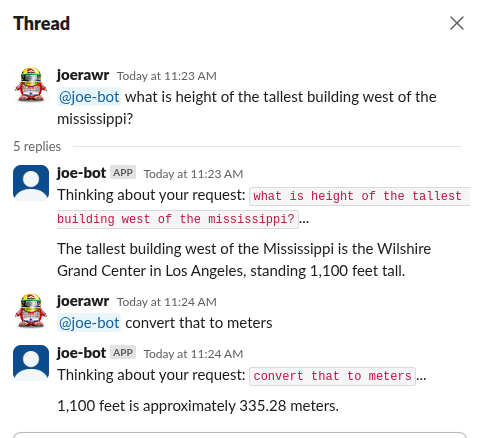 Thread
joerawr Today at 11:23 AM
@joe-bot what is height of the tallest building west of the
mississippi?
5 replies
joe-bot APP Today at 11:23 AM
Thinking about your request: what is height of the tallest
building west of the mississippi?...
The tallest building west of the Mississippi is the Wilshire
Grand Center in Los Angeles, standing 1,100 feet tall.
joerawr Today at 11:24 AM
@joe-bot convert that to meters
joe-bot APP Today at 11:24 AM
Thinking about your request: convert that to meters...
1,100 feet is approximately 335.28 meters.